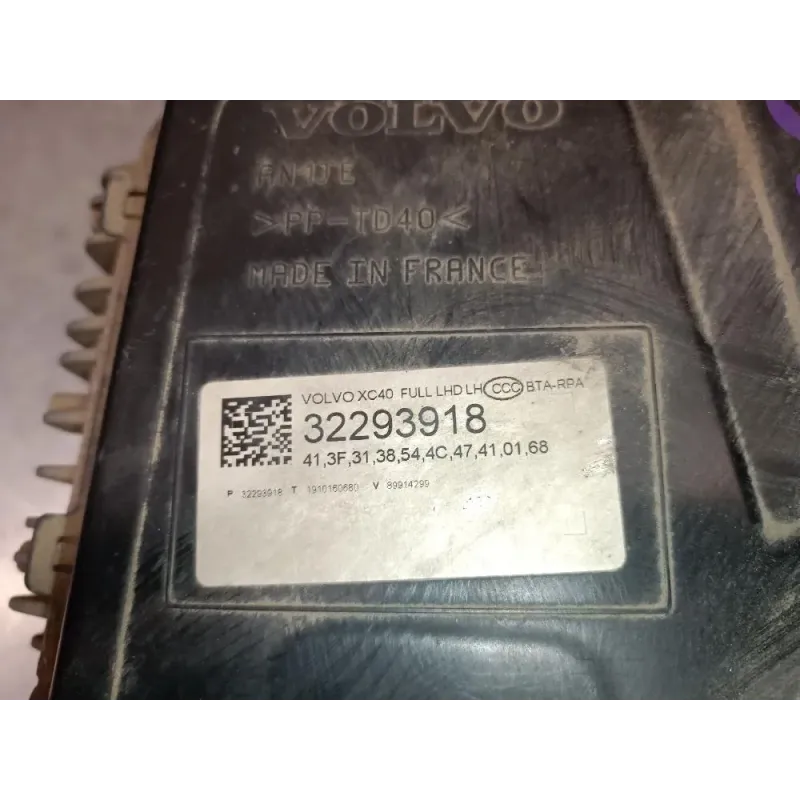 VOLVO
>PP-TD40<
MADE IN FRANCE
VOLVO XC40 FULL LHD LH CCC BTA-RPA
32293918
41,3F,31,38,54,4C,47,41,01,68
P 32293918 T 1910160680 V 89914299